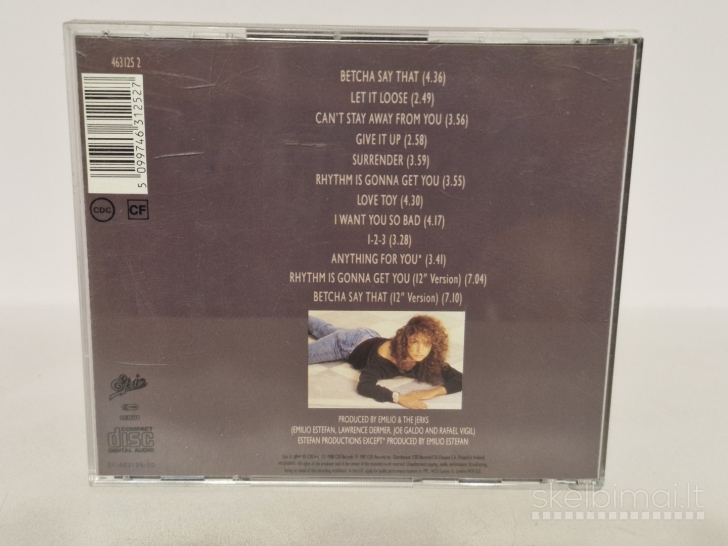 463125 2
5 099746 312527
CDC
CF
BETCHA SAY THAT (4.36)
LET IT LOOSE (2.49)
CAN'T STAY AWAY FROM YOU (3.56)
GIVE IT UP (2.58)
SURRENDER (3.59)
RHYTHM IS GONNA GET YOU (3.55)
LOVE TOY (4.30)
I WANT YOU SO BAD (4.17)
1-2-3 (3.28)
ANYTHING FOR YOU* (3.41)
RHYTHM IS GONNA GET YOU (12" Version) (7.04)
BETCHA SAY THAT (12" Version) (7.10)
Epic
COMPACT
disc
DIGITAL AUDIO
PRODUCED BY EMILIO & THE JERKS
(EMILIO ESTEFAN, LAWRENCE DERMER, JOE GALDO AND RAFAEL VIGIL)
ESTEFAN PRODUCTIONS EXCEPT* PRODUCED BY EMILIO ESTEFAN
skelbimai.lt